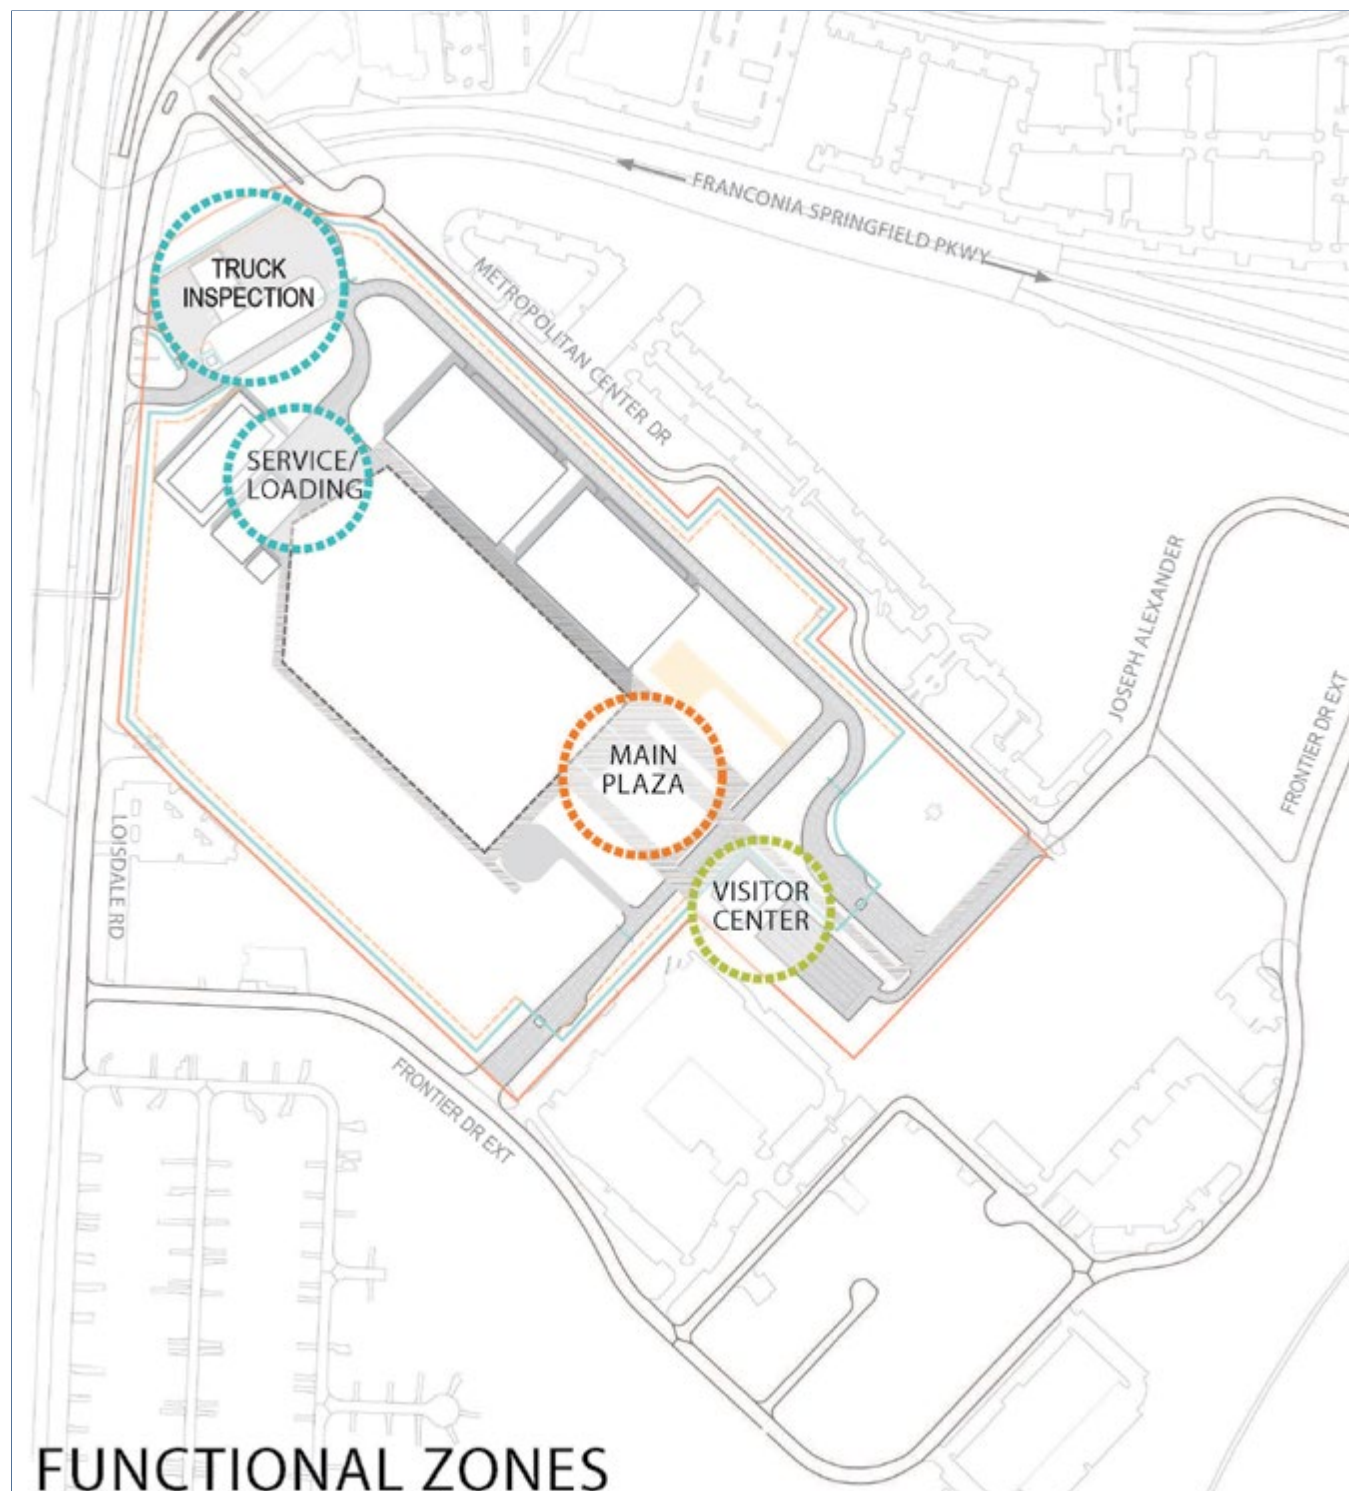 FRANCONIA SPRINGFIELD PKWY
TRUCK
INSPECTION
METROPOLITAN CENTER DR
SERVICE/
LOADING
JOSEPH ALEXANDER
FRONTIER DR EXT
MAIN
PLAZA
LOISDALE RD
VISITOR
CENTER
FRONTIER DR EXT
FUNCTIONAL ZONES